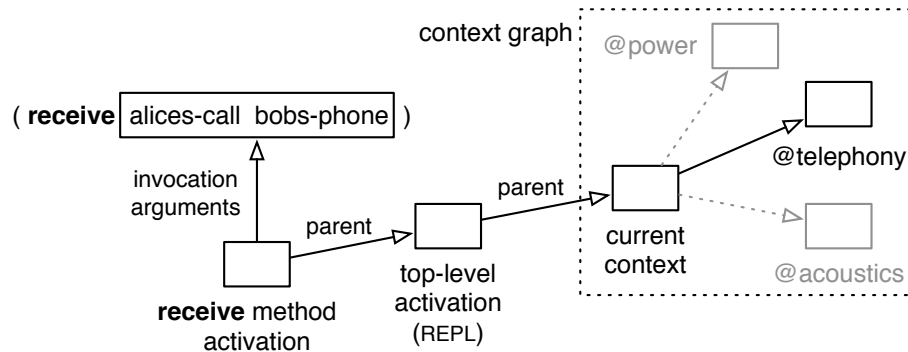 context graph
@power
( receive alices-call bobs-phone )
@telephony
invocation
arguments
parent
parent
current
context
@acoustics
top-level
activation
(REPL)
receive method
activation